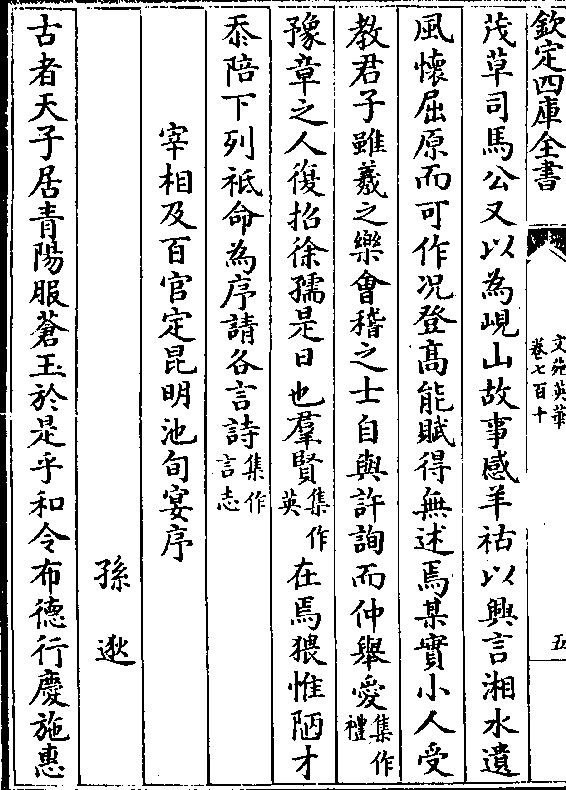 欽定四庫全書
文苑英華
卷七百十
五
茂草司馬公又以為峴山故事感羊祜以興言湘水遺
風懷屈原而可作况登高能賦得無述焉某實小人受
教君子雖羲之樂會稽之士自與許詢而仲舉愛集作禮
豫章之人復招徐孺是日也羣賢集作英在焉猥惟陋才
忝陪下列祗命為序請各言詩集作言志
宰相及百官定昆明池旬宴序
孫逖
古者天子居青陽服蒼玉於是乎和令布德行慶施惠